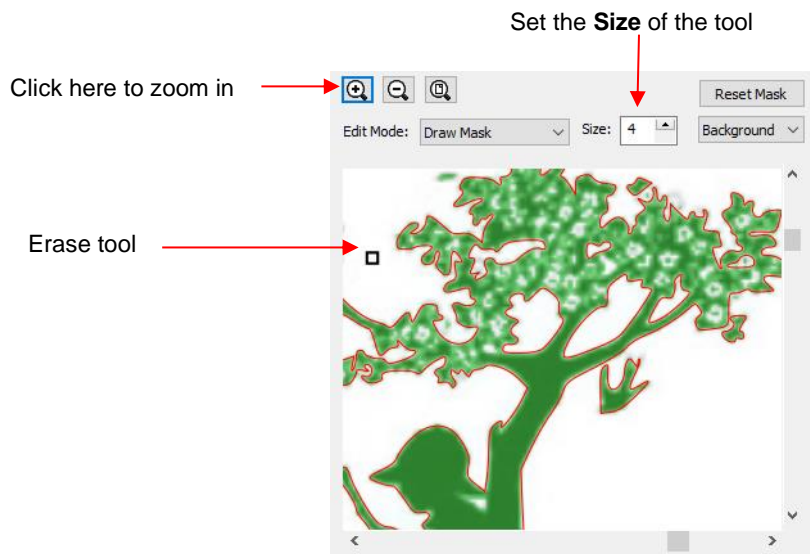 Set the Size of the tool
Click here to zoom in
Reset Mask
Edit Mode: Draw Mask Size: 4 Background
Erase tool